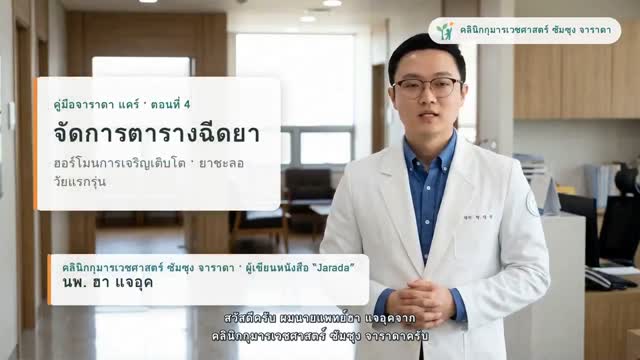 คลินิกกุมารเวชศาสตร์ ซัมซุง จาราดา
คู่มือจาราดา แคร์ · ตอนที่ 4
จัดการตารางฉีดยา
ฮอร์โมนการเจริญเติบโต · ยาชะลอ
วัยแรกรุ่น
คลินิกกุมารเวชศาสตร์ ซัมซุง จาราดา · ผู้เขียนหนังสือ "Jarada"
นพ. ฮา แจอุค
สวัสดีครับ ผมนายแพทย์ฮา แจอุคจาก
คลินิกกุมารเวชศาสตร์ ซัมซุง จาราดาครับ